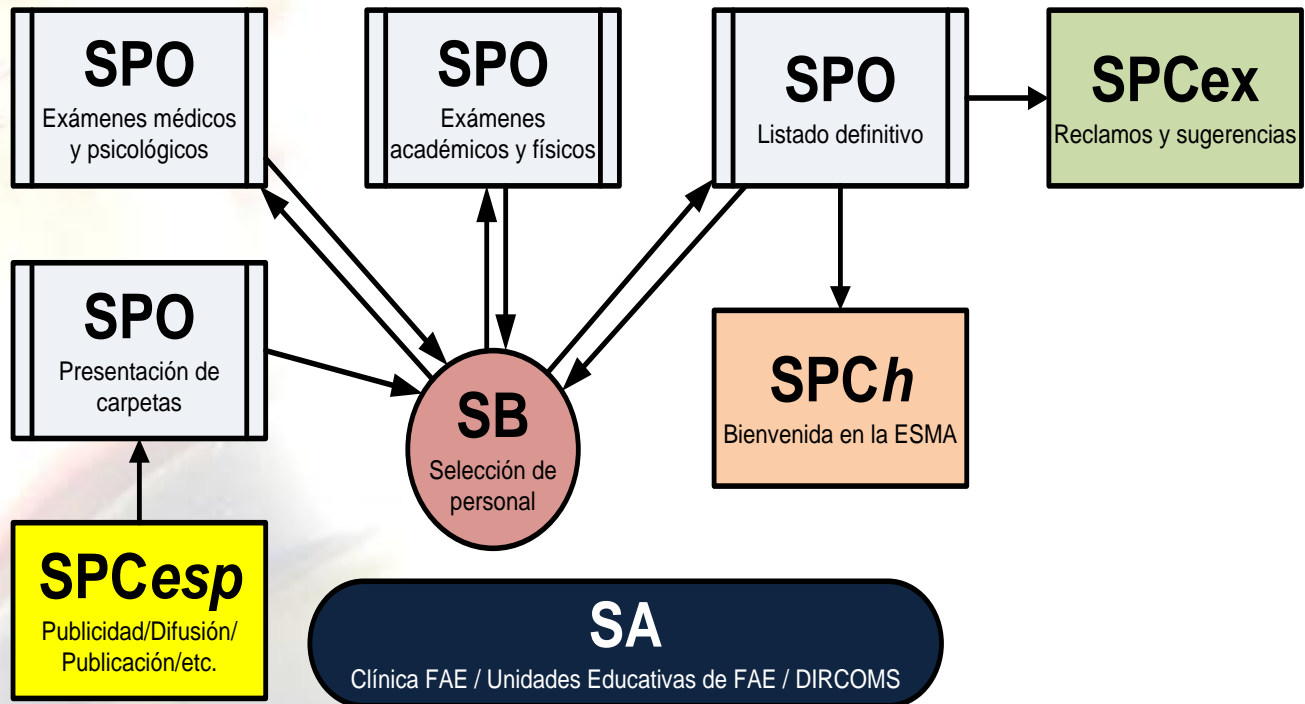 SPO
Exámenes médicos
y psicológicos
SPO
Exámenes
académicos y físicos
SPO
Listado definitivo
SPCex
Reclamos y sugerencias
SPO
Presentación de
carpetas
SB
Selección de
personal
SPCh
Bienvenida en la ESMA
SPCesp
Publicidad/Difusión/
Publicación/etc.
SA
Clínica FAE / Unidades Educativas de FAE / DIRCOMS